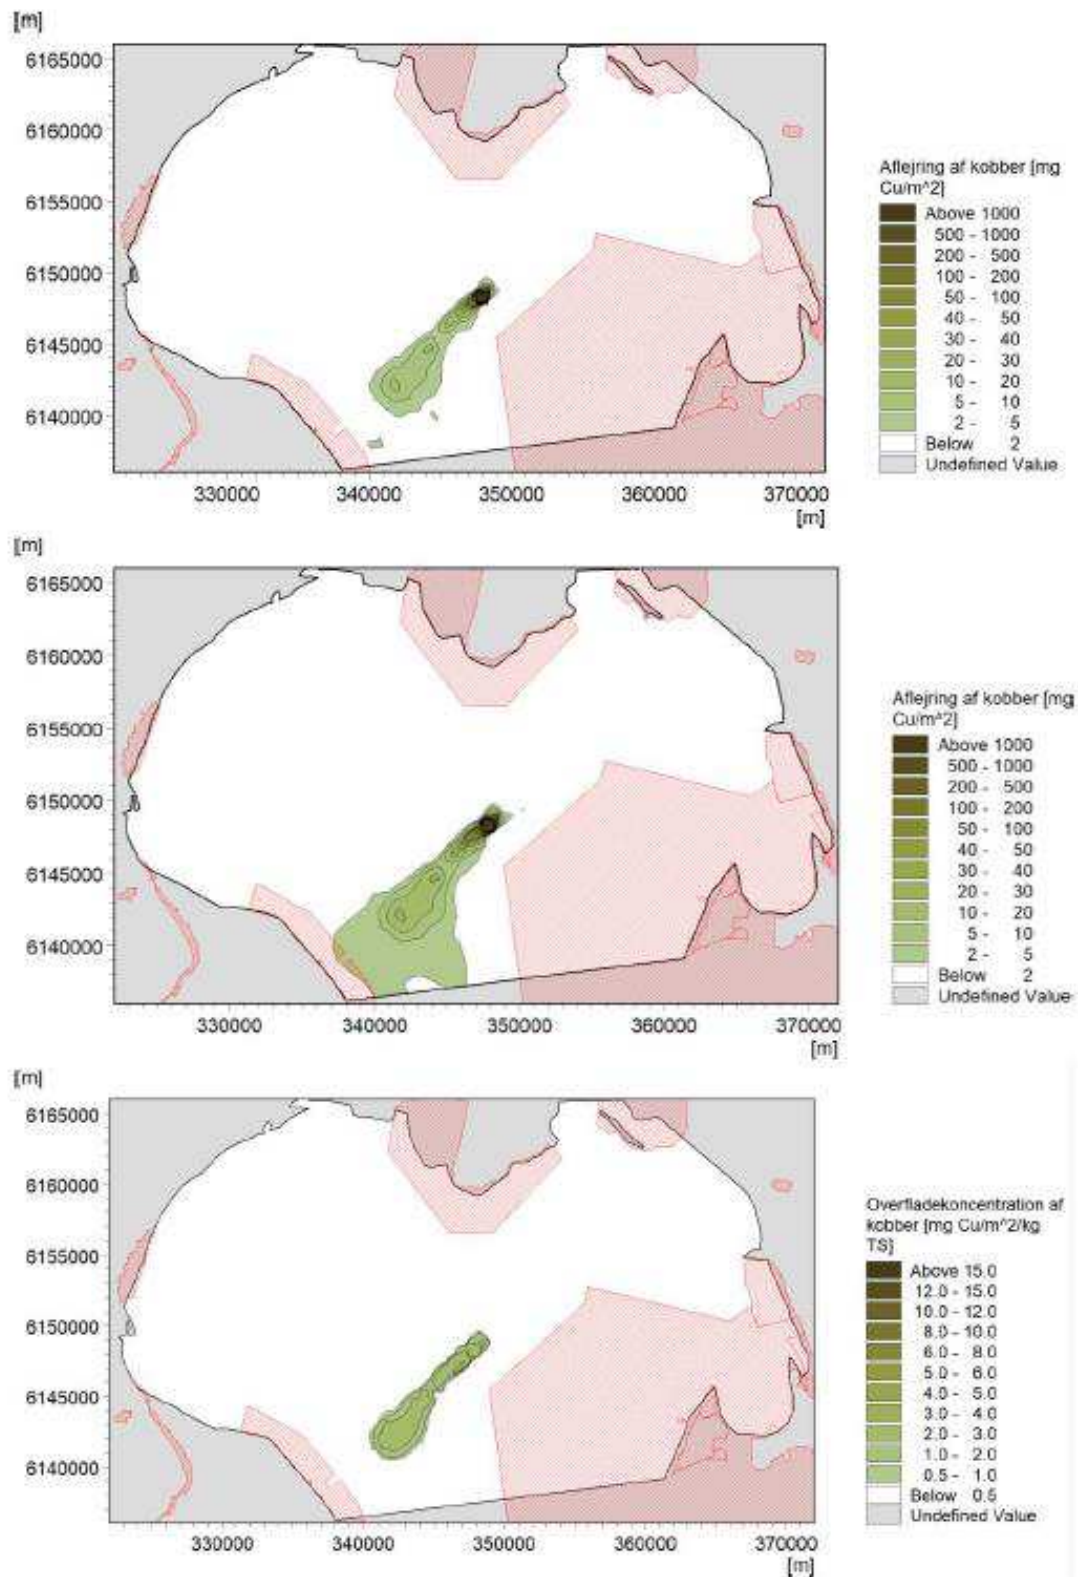 [m]
6165000
6160000
6155000
6150000
6145000
6140000
330000 340000 350000 360000 370000
[m]
Aflejring af kobber [mg
Cu/m^2]
Above 1000
500 - 1000
200 - 500
100 - 200
50 - 100
40 - 50
30 - 40
20 - 30
10 - 20
5 - 10
2 - 5
Below 2
Undefined Value
[m]
6165000
6160000
6155000
6150000
6145000
6140000
330000 340000 350000 360000 370000
[m]
Aflejring af kobber [mg
Cu/m^2]
Above 1000
500 - 1000
200 - 500
100 - 200
50 - 100
40 - 50
30 - 40
20 - 30
10 - 20
5 - 10
2 - 5
Below 2
Undefined Value
[m]
6165000
6160000
6155000
6150000
6145000
6140000
330000 340000 350000 360000 370000
[m]
Overfladekoncentration af
kobber [mg Cu/m^2/kg
TS]
Above 15.0
12.0 - 15.0
10.0 - 12.0
8.0 - 10.0
6.0 - 8.0
5.0 - 6.0
4.0 - 5.0
3.0 - 4.0
2.0 - 3.0
1.0 - 2.0
0.5 - 1.0
Below 0.5
Undefined Value